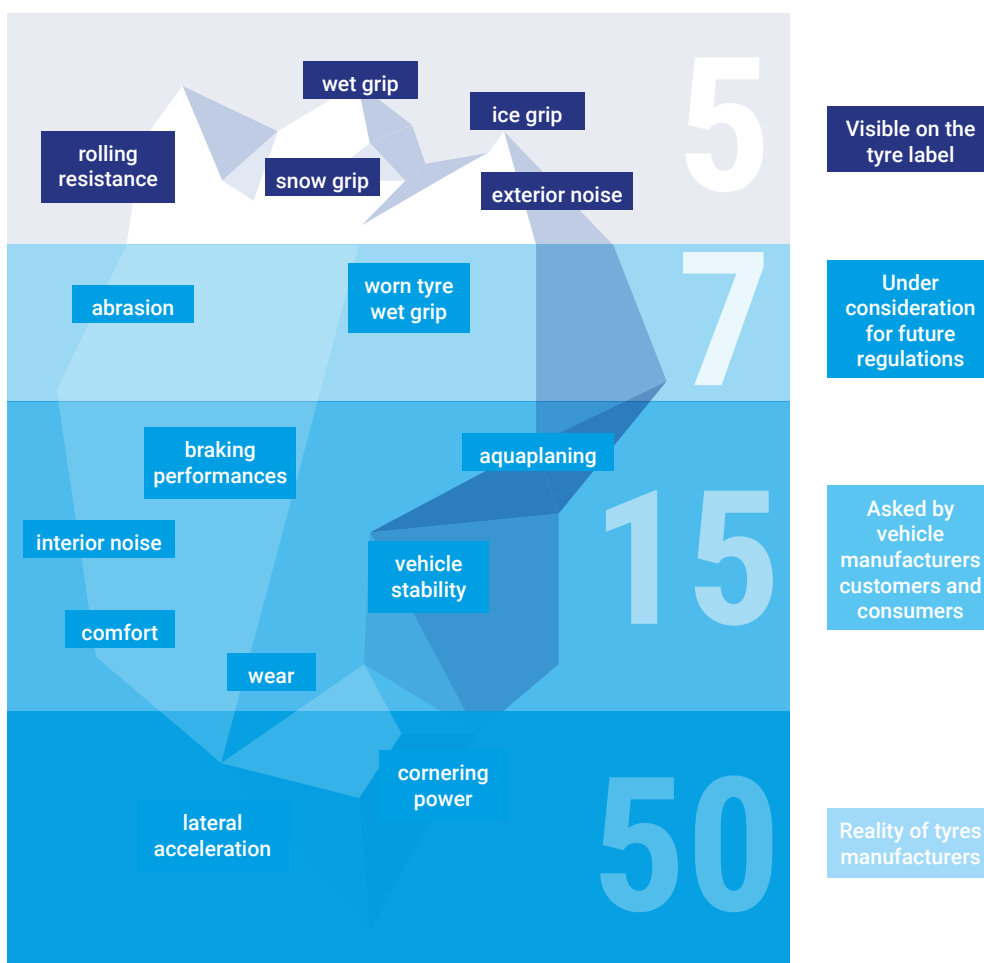 wet grip
ice grip
rolling
resistance
snow grip
exterior noise
5
Visible on the
tyre label
abrasion
worn tyre
wet grip
7
Under
consideration
for future
regulations
braking
performances
aquaplaning
interior noise
vehicle
stability
comfort
wear
15
Asked by
vehicle
manufacturers
customers and
consumers
cornering
power
lateral
acceleration
50
Reality of tyres
manufacturers